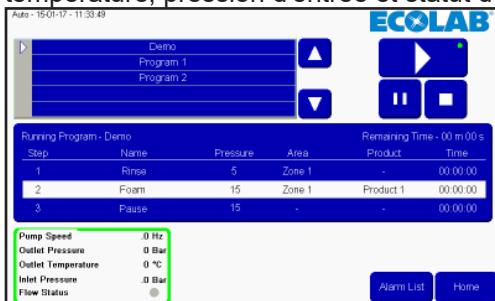 température, pression d'entrée et statut d
Auto - 15-01-17 - 11:33:49
ECOLAB®
Demo
Program 1
Program 2
Running Program - Demo Remaining Time - 00 m 00 s
Step Name Pressure Area Product Time
1 Rinse 5 Zone 1 - 00:00:00
2 Foam 15 Zone 1 Product 1 00:00:00
3 Pause 15 - - 00:00:00
Pump Speed .0 Hz
Outlet Pressure 0 Bar
Outlet Temperature 0 °C
Inlet Pressure .0 Bar
Flow Status
Alarm List Home